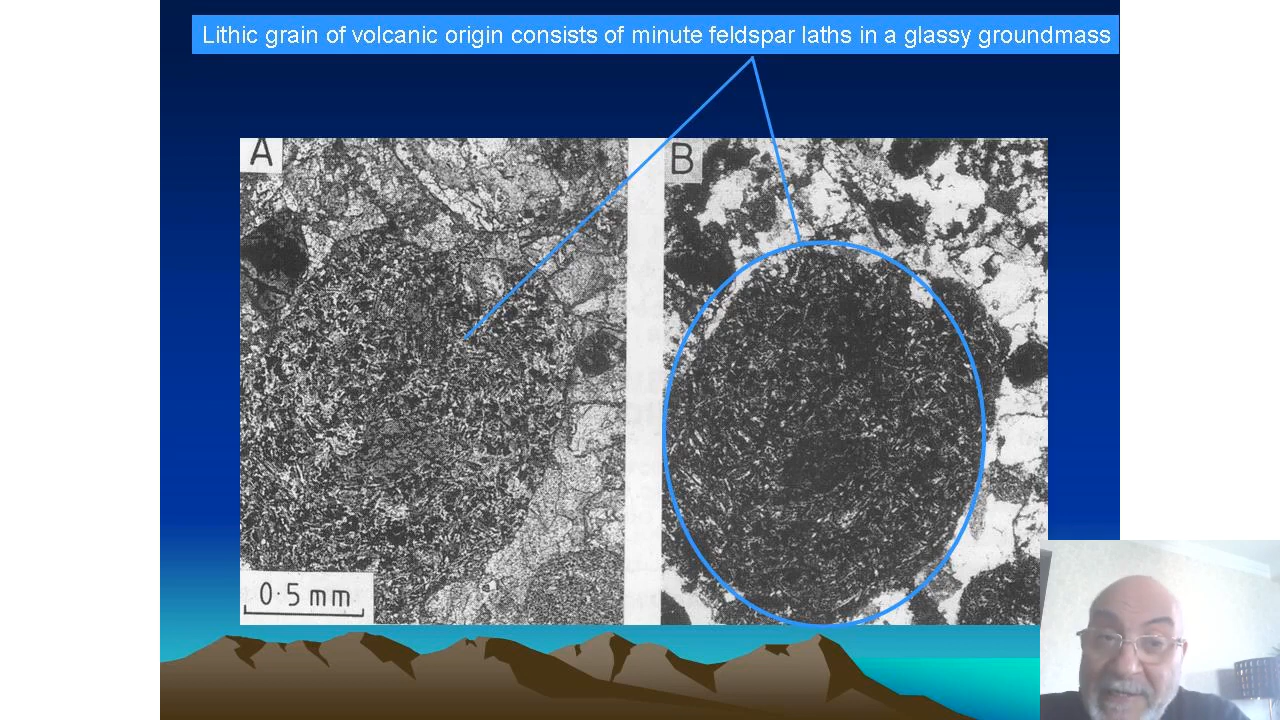 Lithic grain of volcanic origin consists of minute feldspar laths in a glassy groundmass
A
B
0·5 mm